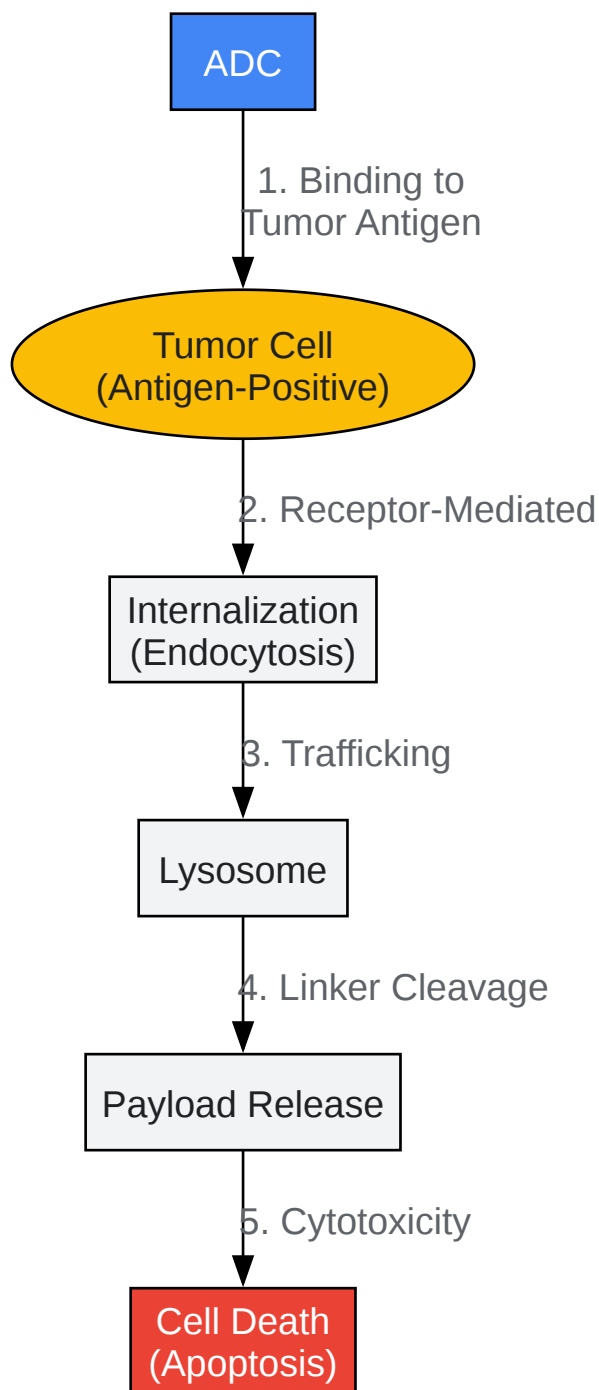 ADC
1. Binding to
Tumor Antigen
Tumor Cell
(Antigen-Positive)
2. Receptor-Mediated
Internalization
(Endocytosis)
3. Trafficking
Lysosome
4. Linker Cleavage
Payload Release
5. Cytotoxicity
Cell Death
(Apoptosis)